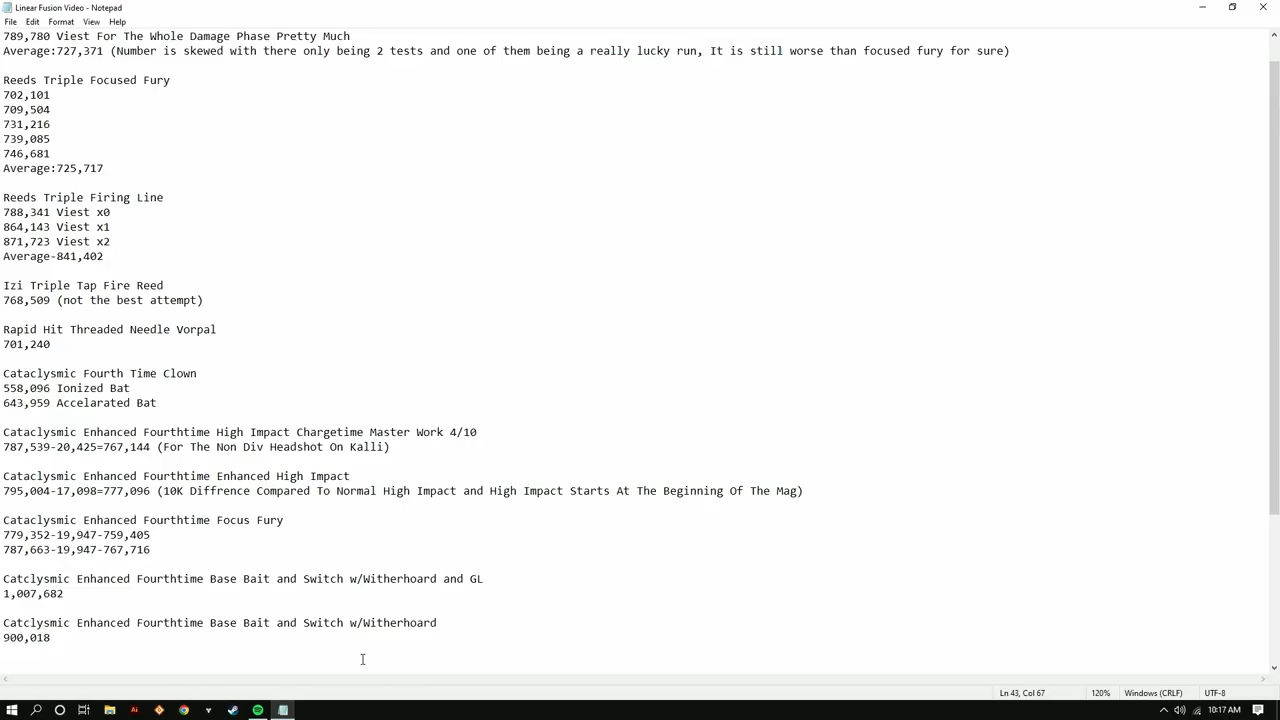 Linear Fusion Video - Notepad
File Edit Format View Help
789,780 Viest For The Whole Damage Phase Pretty Much
Average:727,371 (Number is skewed with there only being 2 tests and one of them being a really lucky run, It is still worse than focused fury for sure)
Reeds Triple Focused Fury
702,101
709,504
731,216
739,085
746,681
Average:725,717
Reeds Triple Firing Line
788,341 Viest x0
864,143 Viest x1
871,723 Viest x2
Average-841,402
Izi Triple Tap Fire Reed
768,509 (not the best attempt)
Rapid Hit Threaded Needle Vorpal
701,240
Cataclysmic Fourth Time Clown
558,096 Ionized Bat
643,959 Accelarated Bat
Cataclysmic Enhanced Fourthtime High Impact Chargetime Master Work 4/10
787,539-20,425=767,144 (For The Non Div Headshot On Kalli)
Cataclysmic Enhanced Fourthtime Enhanced High Impact
795,004-17,098=777,096 (10K Diffrence Compared To Normal High Impact and High Impact Starts At The Beginning Of The Mag)
Cataclysmic Enhanced Fourthtime Focus Fury
779,352-19,947-759,405
787,663-19,947-767,716
Catclysmic Enhanced Fourthtime Base Bait and Switch w/Witherhoard and GL
1,007,682
Catclysmic Enhanced Fourthtime Base Bait and Switch w/Witherhoard
900,018
Ln 43, Col 67 120% Windows (CRLF) UTF-8
Ai 10:17 AM